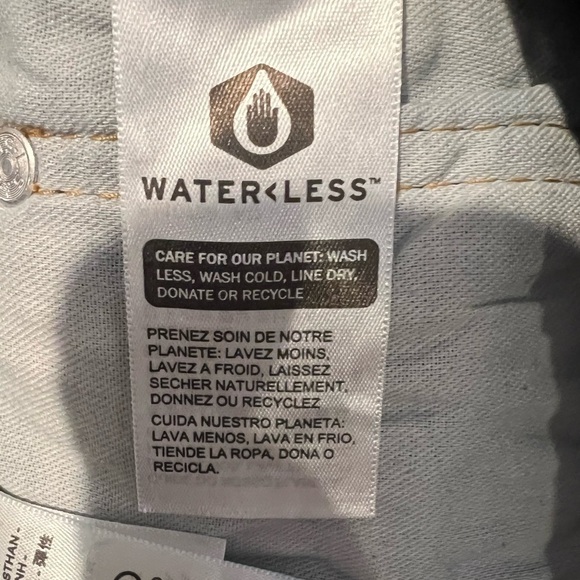 WATER<LESS™
CARE FOR OUR PLANET: WASH
LESS, WASH COLD, LINE DRY,
DONATE OR RECYCLE
PRENEZ SOIN DE NOTRE
PLANETE: LAVEZ MOINS,
LAVEZ A FROID, LAISSEZ
SECHER NATURELLEMENT,
DONNEZ OU RECYCLEZ
CUIDA NUESTRO PLANETA:
LAVA MENOS, LAVA EN FRIO,
TIENDE LA ROPA, DONA O
RECICLA.